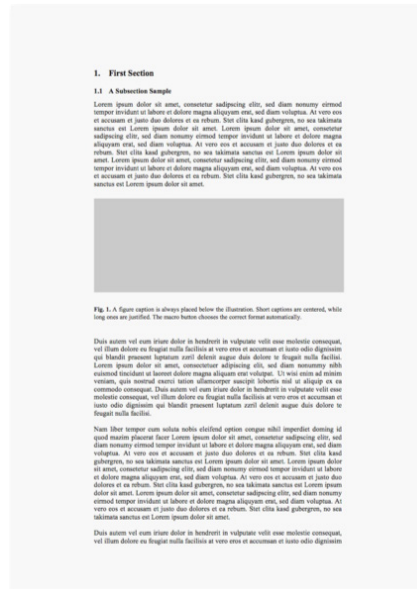 1. First Section
1.1 A Subsection Sample
Lorem ipsum dolor sit amet, consetetur sadipscing elitr, sed diam nonumy eirmod
tempor invidunt ut labore et dolore magna aliquyam erat, sed diam voluptua. At vero eos
et accusam et justo duo dolores et ea rebum. Stet clita kasd gubergren, no sea takimata
sanctus est Lorem ipsum dolor sit amet. Lorem ipsum dolor sit amet, consetetur
sadipscing elitr, sed diam nonumy eirmod tempor invidunt ut labore et dolore magna
aliquyam erat, sed diam voluptua. At vero eos et accusam et justo duo dolores et ea
rebum. Stet clita kasd gubergren, no sea takimata sanctus est Lorem ipsum dolor sit
amet. Lorem ipsum dolor sit amet, consetetur sadipscing elitr, sed diam nonumy eirmod
tempor invidunt ut labore et dolore magna aliquyam erat, sed diam voluptua. At vero eos
et accusam et justo duo dolores et ea rebum. Stet clita kasd gubergren, no sea takimata
sanctus est Lorem ipsum dolor sit amet.
Fig. 1. A figure caption is always placed below the illustration. Short captions are centered, while
long ones are justified. The macro button chooses the correct format automatically.
Duis autem vel eum iriure dolor in hendrerit in vulputate velit esse molestie consequat,
vel illum dolore eu feugiat nulla facilisis at vero eros et accumsan et iusto odio dignissim
qui blandit praesent luptatum zzril delenit augue duis dolore te feugait nulla facilisi.
Lorem ipsum dolor sit amet, consectetuer adipiscing elit, sed diam nonummy nibh
euismod tincidunt ut laoreet dolore magna aliquam erat volutpat. Ut wisi enim ad minim
veniam, quis nostrud exerci tation ullamcorper suscipit lobortis nisl ut aliquip ex ea
commodo consequat. Duis autem vel eum iriure dolor in hendrerit in vulputate velit esse
molestie consequat, vel illum dolore eu feugiat nulla facilisis at vero eros et accumsan et
iusto odio dignissim qui blandit praesent luptatum zzril delenit augue duis dolore te
feugait nulla facilisi.
Nam liber tempor cum soluta nobis eleifend option congue nihil imperdiet doming id
quod mazim placerat facer Lorem ipsum dolor sit amet, consetetur sadipscing elitr, sed
diam nonumy eirmod tempor invidunt ut labore et dolore magna aliquyam erat, sed diam
voluptua. At vero eos et accusam et justo duo dolores et ea rebum. Stet clita kasd
gubergren, no sea takimata sanctus est Lorem ipsum dolor sit amet. Lorem ipsum dolor
sit amet, consetetur sadipscing elitr, sed diam nonumy eirmod tempor invidunt ut labore
et dolore magna aliquyam erat, sed diam voluptua. At vero eos et accusam et justo duo
dolores et ea rebum. Stet clita kasd gubergren, no sea takimata sanctus est Lorem ipsum
dolor sit amet. Lorem ipsum dolor sit amet, consetetur sadipscing elitr, sed diam nonumy
eirmod tempor invidunt ut labore et dolore magna aliquyam erat, sed diam voluptua. At
vero eos et accusam et justo duo dolores et ea rebum. Stet clita kasd gubergren, no sea
takimata sanctus est Lorem ipsum dolor sit amet.
Duis autem vel eum iriure dolor in hendrerit in vulputate velit esse molestie consequat,
vel illum dolore eu feugiat nulla facilisis at vero eros et accumsan et iusto odio dignissim